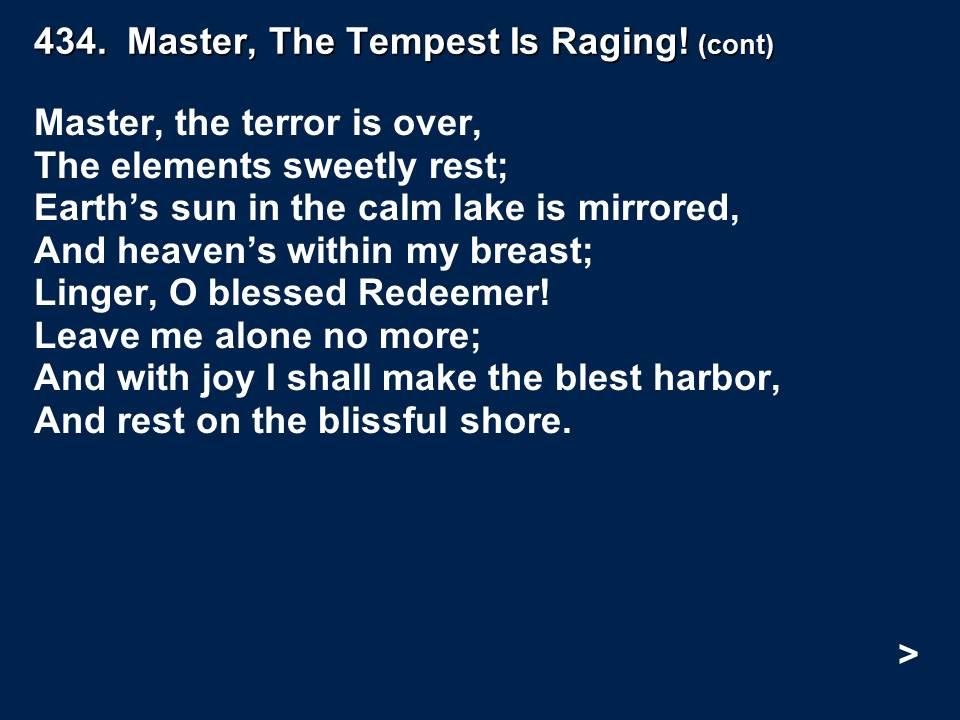 434.  Master, The Tempest Is Raging! (cont)
Master, the terror is over,
The elements sweetly rest;
Earth’s sun in the calm lake is mirrored,
And heaven’s within my breast;
Linger, O blessed Redeemer!
Leave me alone no more;
And with joy I shall make the blest harbor,
And rest on the blissful shore.
>